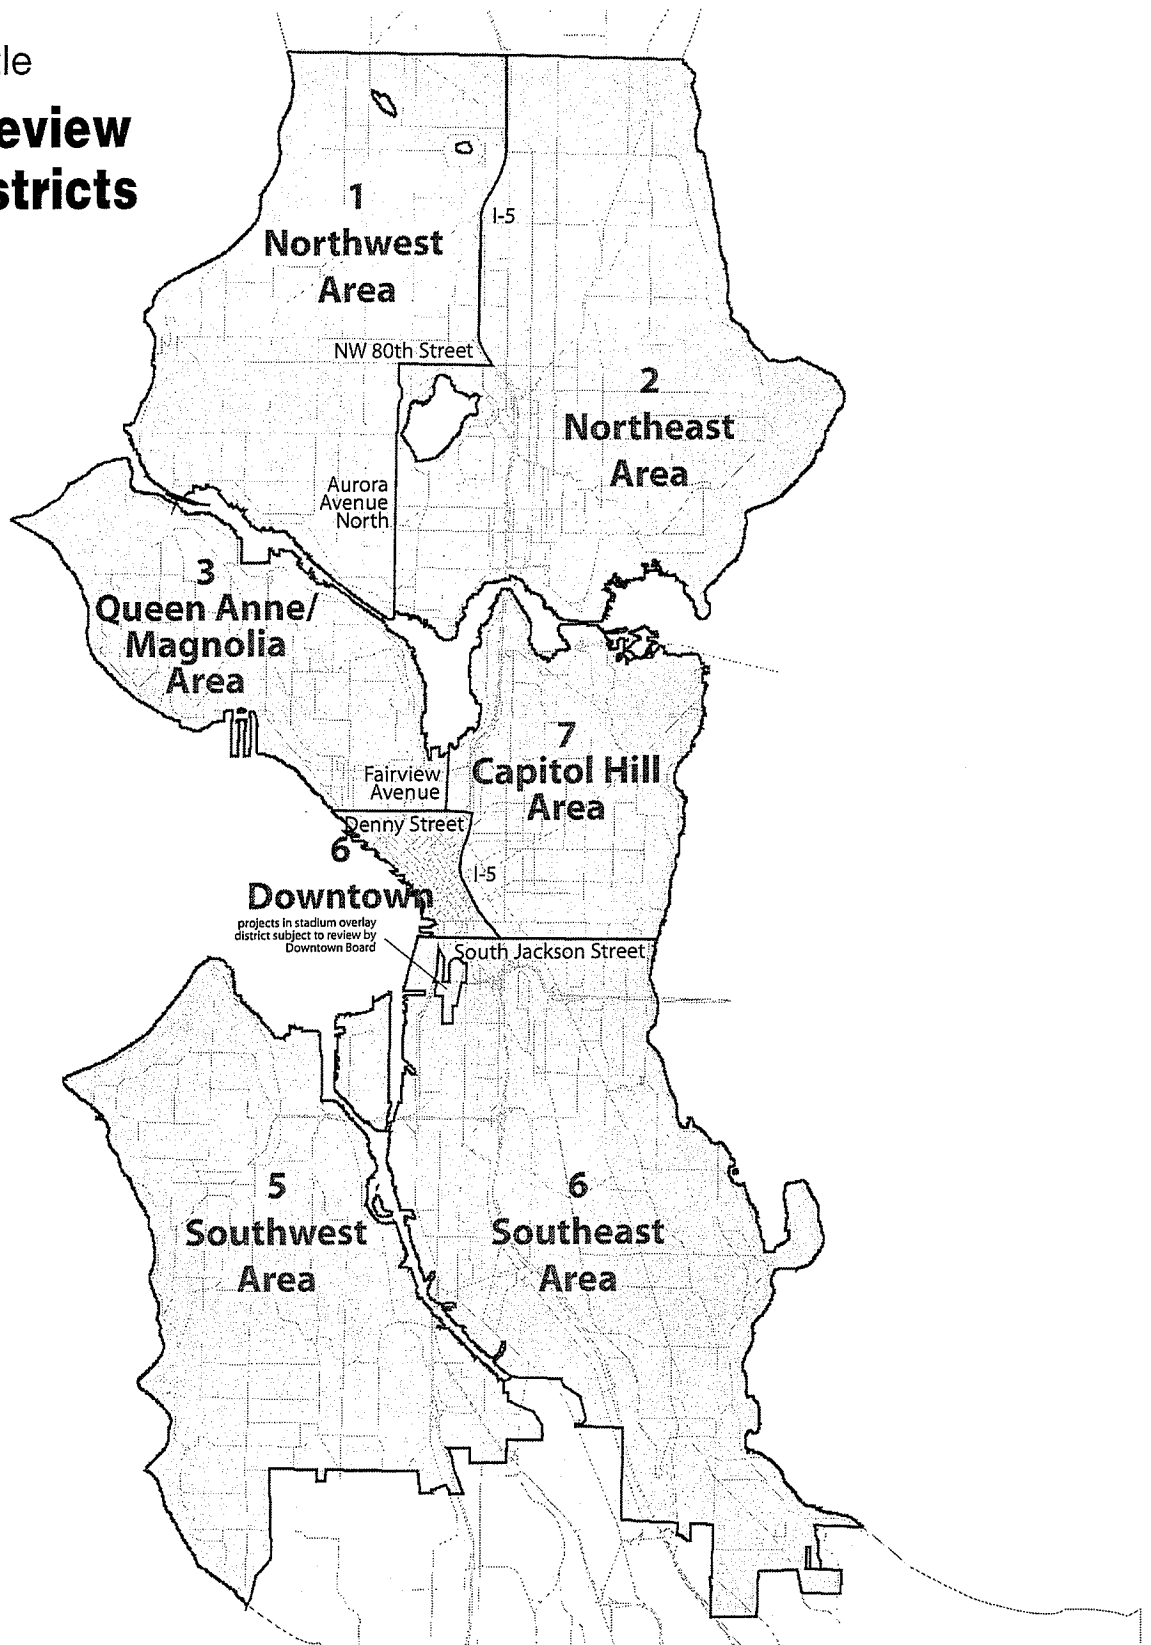 tle
eview
stricts
1
Northwest
Area
I-5
NW 80th Street
2
Northeast
Area
Aurora
Avenue
North
3
Queen Anne/
Magnolia
Area
7
Capitol Hill
Area
Fairview
Avenue
Denny Street
6
I-5
Downtown
projects in stadium overlay
district subject to review by
Downtown Board
South Jackson Street
5
Southwest
Area
6
Southeast
Area